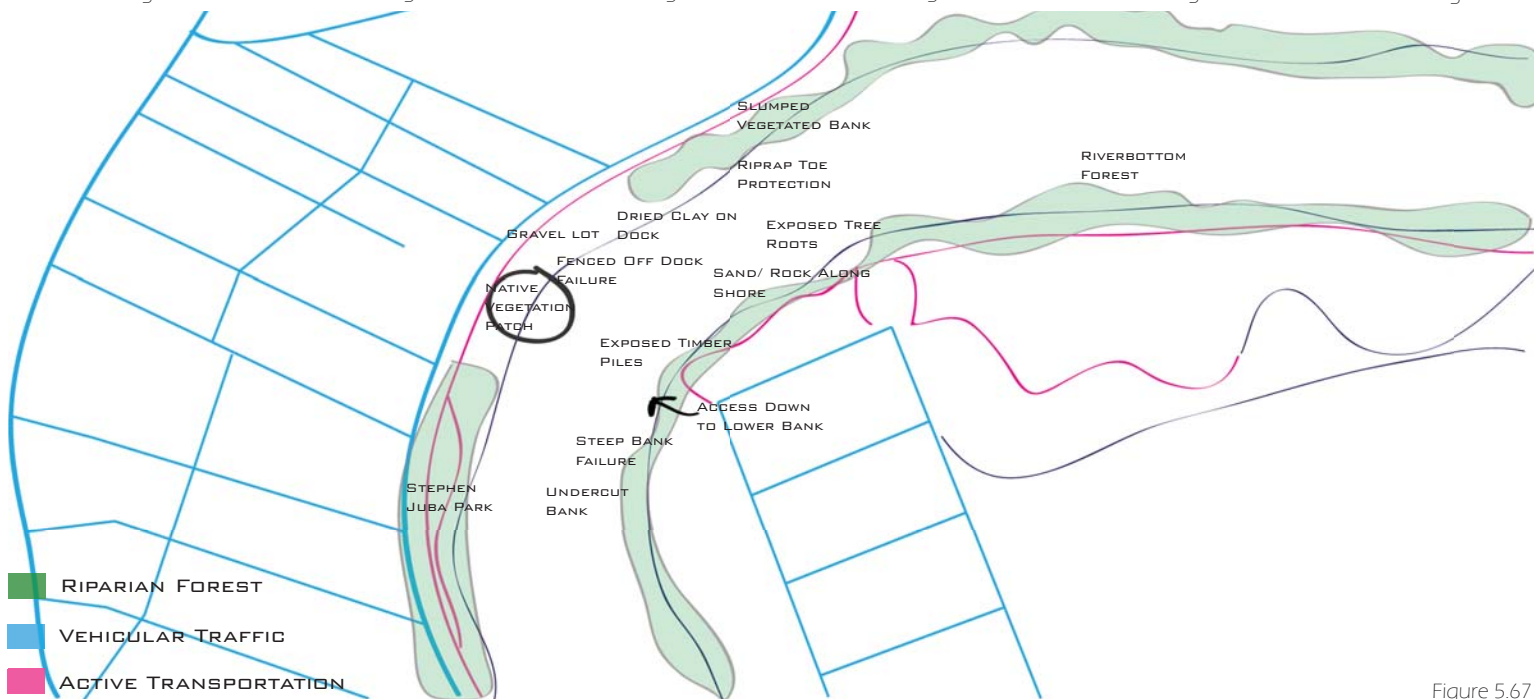 Slumped
Vegetated Bank
Riverbottom
Forest
Riprap Toe
Protection
Dried Clay on
Dock
Exposed Tree
Roots
Gravel lot
Fenced Off Dock
Failure
Sand/ Rock Along
Shore
Native
Vegetation
Patch
Exposed Timber
Piles
Access Down
to Lower Bank
Steep Bank
Failure
Stephen
Juba Park
Undercut
Bank
Riparian Forest
Vehicular Traffic
Active Transportation
Figure 5.67